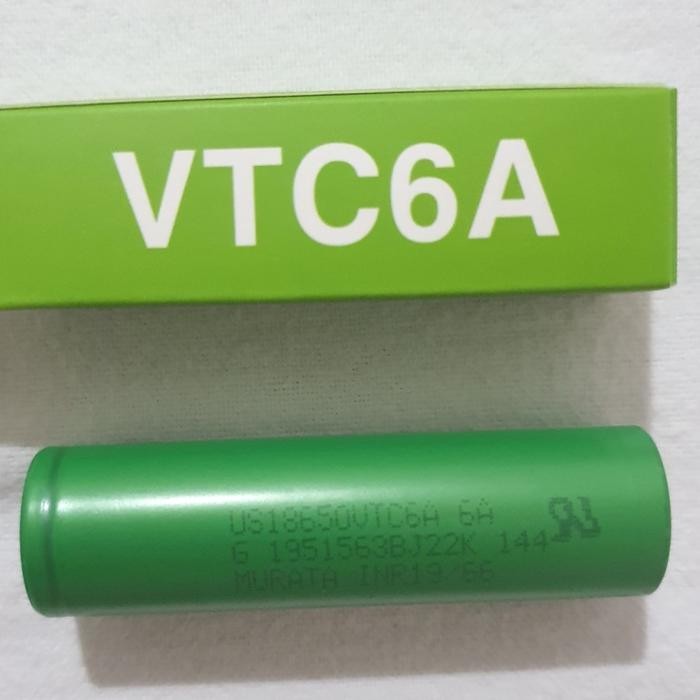 VTC6A
US18650VTC6A 6A
G 1951563BJ22K 144
MURATA INR19/66